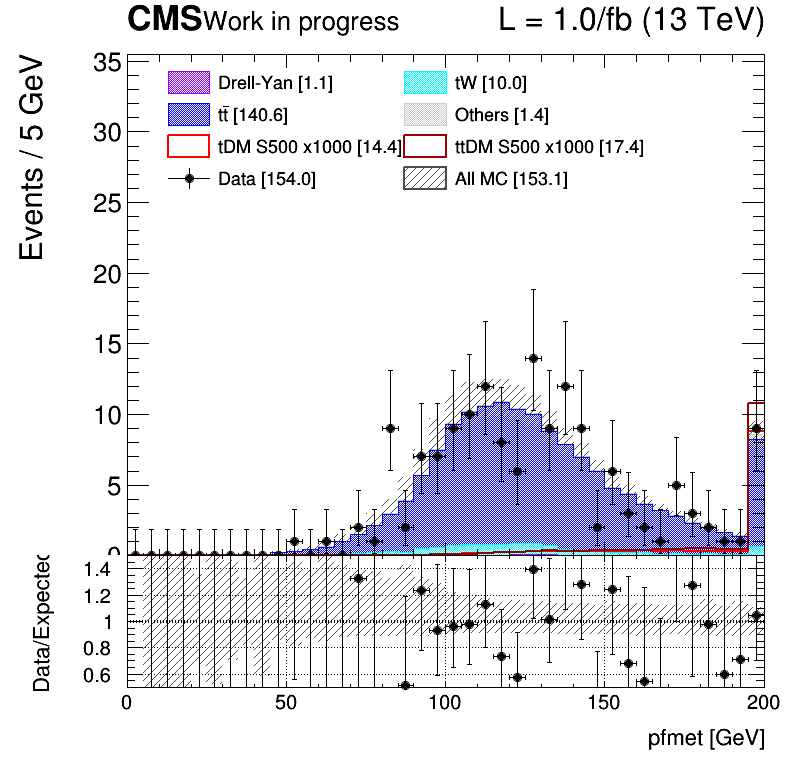 CMS Work in progress L = 1.0/fb (13 TeV)
Events / 5 GeV
35
30
25
20
15
10
5
0
Drell-Yan [1.1] tW [10.0]
tt̄ [140.6] Others [1.4]
tDM S500 x1000 [14.4] ttDM S500 x1000 [17.4]
Data [154.0] All MC [153.1]
Data/Expected
1.4
1.2
1
0.8
0.6
0 50 100 150 200
pfmet [GeV]